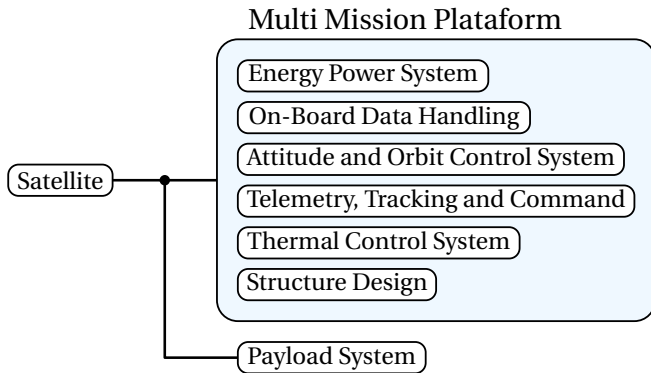 Multi Mission Plataform
Energy Power System
On-Board Data Handling
Attitude and Orbit Control System
Satellite
Telemetry, Tracking and Command
Thermal Control System
Structure Design
Payload System